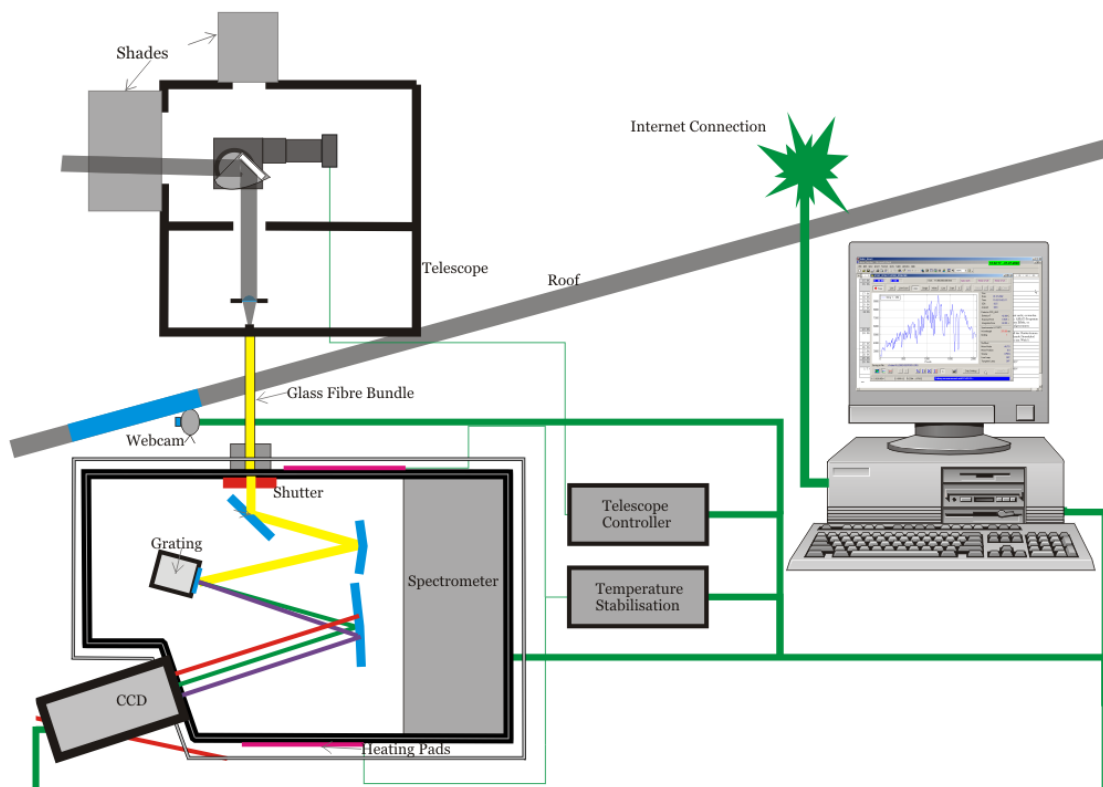 Shades
Internet Connection
Telescope
Roof
Glass Fibre Bundle
Webcam
Shutter
Telescope
Controller
Grating
Spectrometer
Temperature
Stabilisation
CCD
Heating Pads